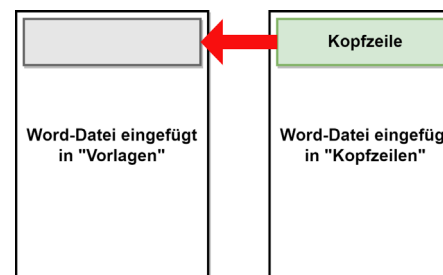 Kopfzeile
Word-Datei eingefügt
in "Vorlagen"
Word-Datei eingefüg
in "Kopfzeilen"